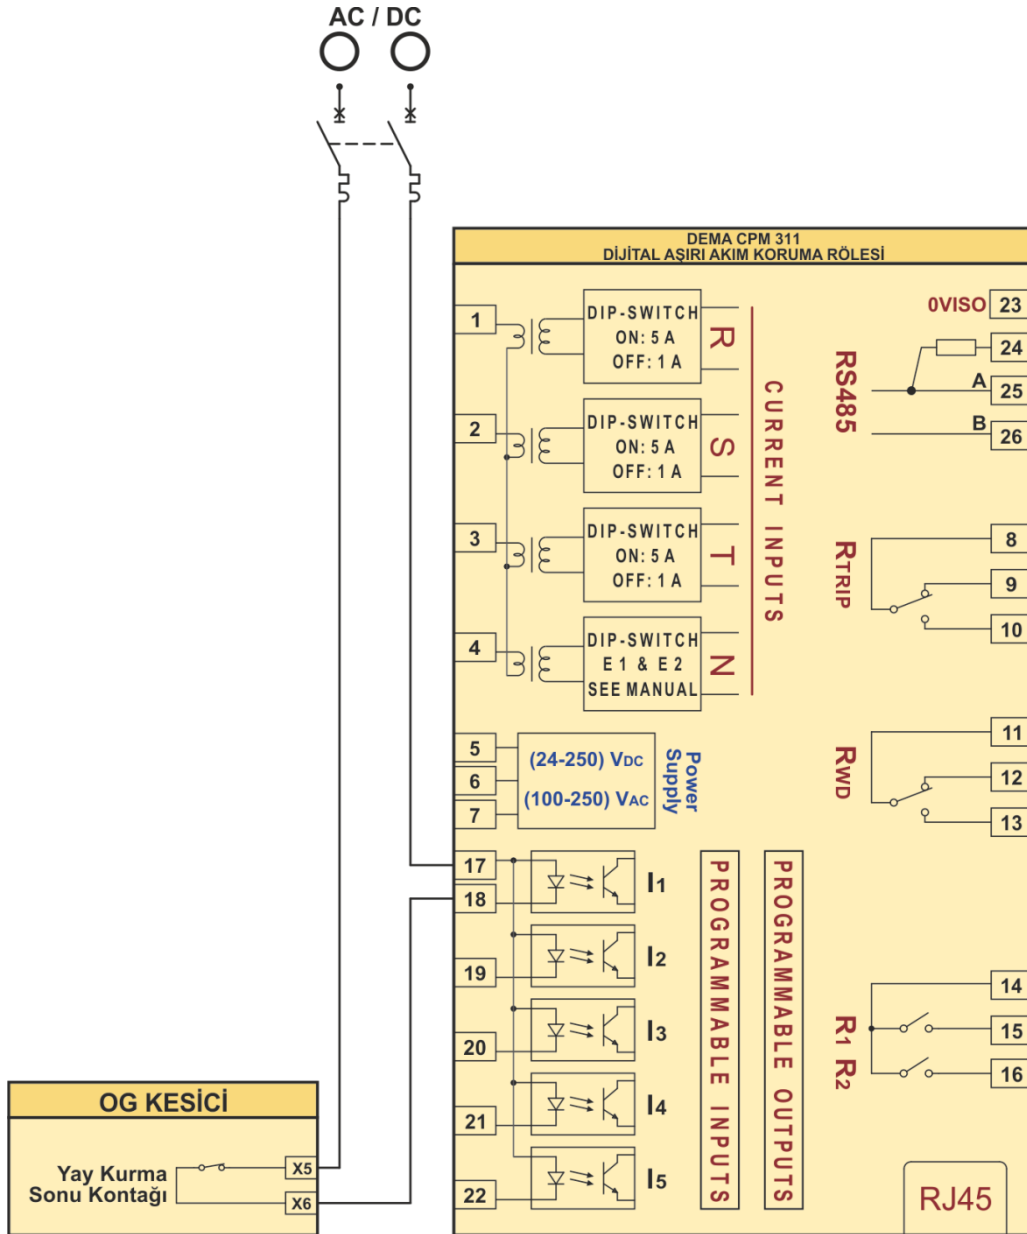 AC / DC
DEMA CPM 311
DİJİTAL AŞIRI AKIM KORUMA RÖLESİ
1
DIP-SWITCH
ON: 5 A
OFF: 1 A
R
2
DIP-SWITCH
ON: 5 A
OFF: 1 A
S
3
DIP-SWITCH
ON: 5 A
OFF: 1 A
T
4
DIP-SWITCH
E1 & E2
SEE MANUAL
N
CURRENT INPUTS
0VISO 23
24
A 25
B 26
RS485
8
9
10
RTRIP
11
12
13
RWD
5
6
7
(24-250) VDC
(100-250) VAC
Power
Supply
17
18
I1
19
I2
20
I3
21
I4
22
I5
PROGRAMMABLE INPUTS
PROGRAMMABLE OUTPUTS
14
15
16
R1 R2
RJ45
OG KESİCİ
Yay Kurma
Sonu Kontağı
X5
X6